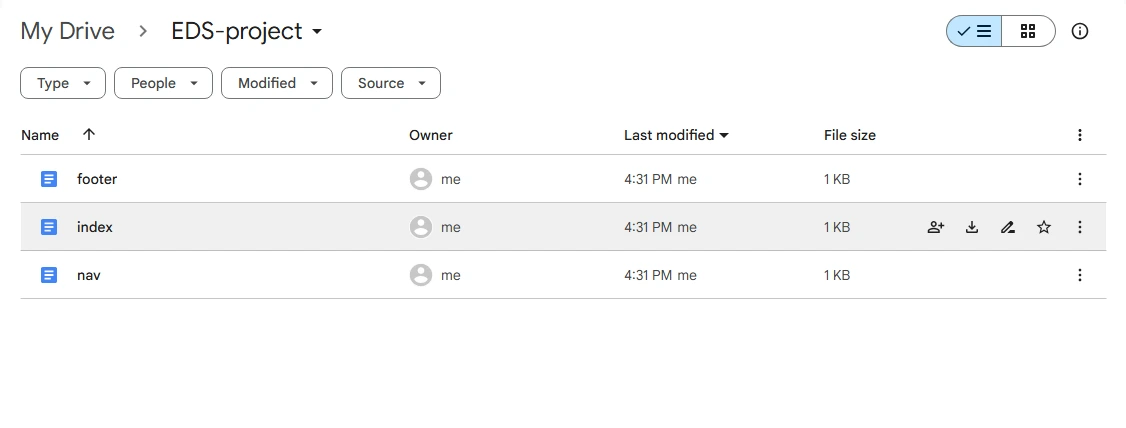 My Drive EDS-project
Type People Modified Source
Name Owner Last modified File size
footer me 4:31 PM me 1 KB
index me 4:31 PM me 1 KB
nav me 4:31 PM me 1 KB